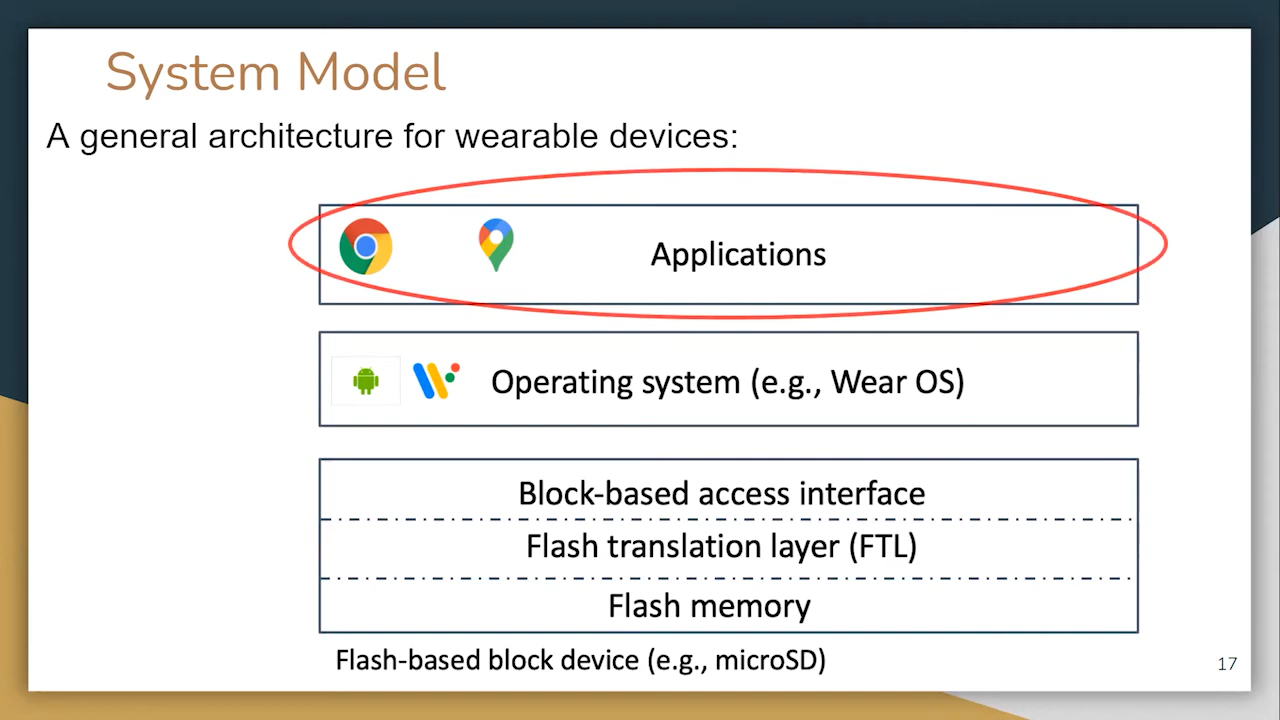 System Model
A general architecture for wearable devices:
Applications
Operating system (e.g., Wear OS)
Block-based access interface
Flash translation layer (FTL)
Flash memory
Flash-based block device (e.g., microSD)
17